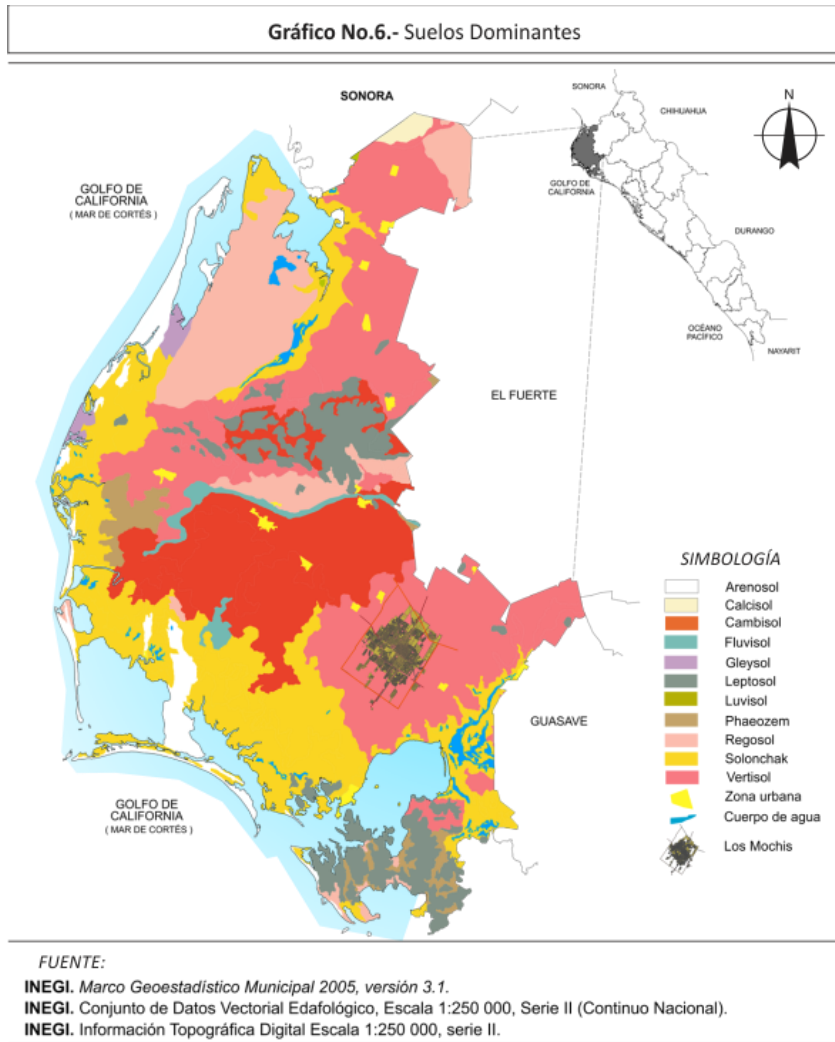 Gráfico No.6.- Suelos Dominantes
SONORA
SONORA
CHIHUAHUA
N
GOLFO DE
CALIFORNIA
( MAR DE CORTÉS )
GOLFO DE
CALIFORNIA
DURANGO
OCÉANO
PACÍFICO
NAYARIT
EL FUERTE
GUASAVE
GOLFO DE
CALIFORNIA
( MAR DE CORTÉS )
SIMBOLOGÍA
Arenosol
Calcisol
Cambisol
Fluvisol
Gleysol
Leptosol
Luvisol
Phaeozem
Regosol
Solonchak
Vertisol
Zona urbana
Cuerpo de agua
Los Mochis
FUENTE:
INEGI. Marco Geoestadístico Municipal 2005, versión 3.1.
INEGI. Conjunto de Datos Vectorial Edafológico, Escala 1:250 000, Serie II (Continuo Nacional).
INEGI. Información Topográfica Digital Escala 1:250 000, serie II.